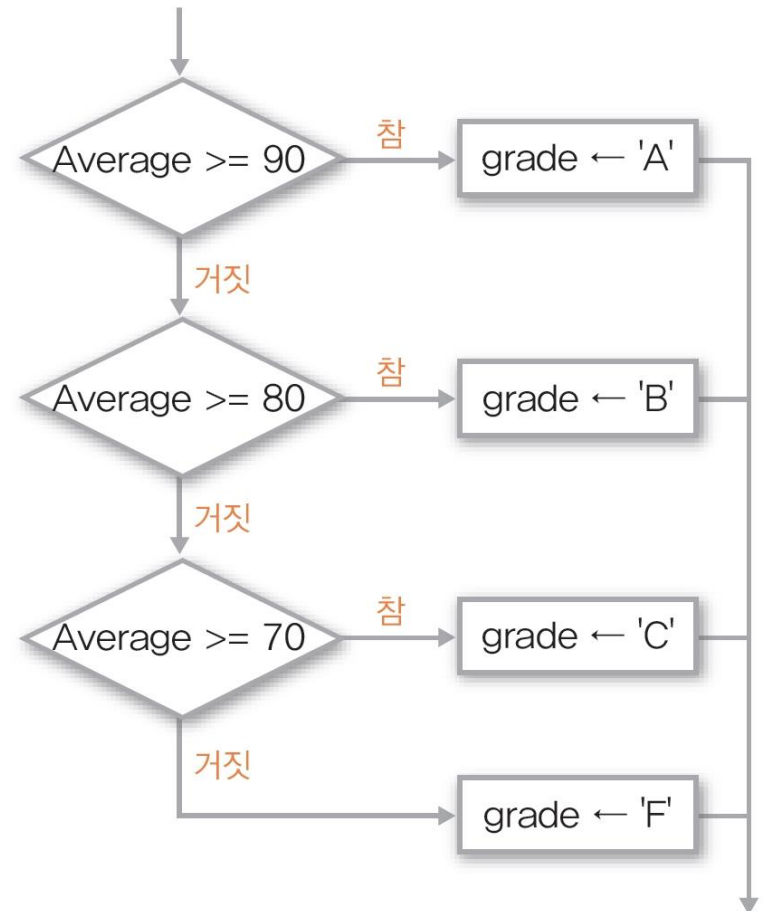 Average >= 90
참
grade ← 'A'
거짓
Average >= 80
참
grade ← 'B'
거짓
Average >= 70
참
grade ← 'C'
거짓
grade ← 'F'